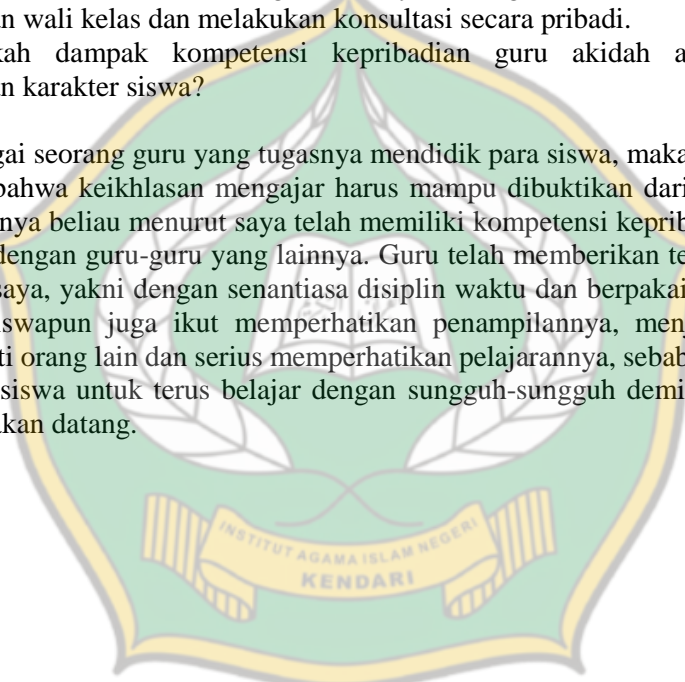 n wali kelas dan melakukan konsultasi secara pribadi.
kah dampak kompetensi kepribadian guru akidah a
n karakter siswa?
gai seorang guru yang tugasnya mendidik para siswa, maka
bahwa keikhlasan mengajar harus mampu dibuktikan dari
nya beliau menurut saya telah memiliki kompetensi keprib
dengan guru-guru yang lainnya. Guru telah memberikan te
saya, yakni dengan senantiasa disiplin waktu dan berpakai
iswapun juga ikut memperhatikan penampilannya, menj
ti orang lain dan serius memperhatikan pelajarannya, sebab
siswa untuk terus belajar dengan sungguh-sungguh demi
akan datang.
INSTITUT AGAMA ISLAM NEGERI
KENDARI